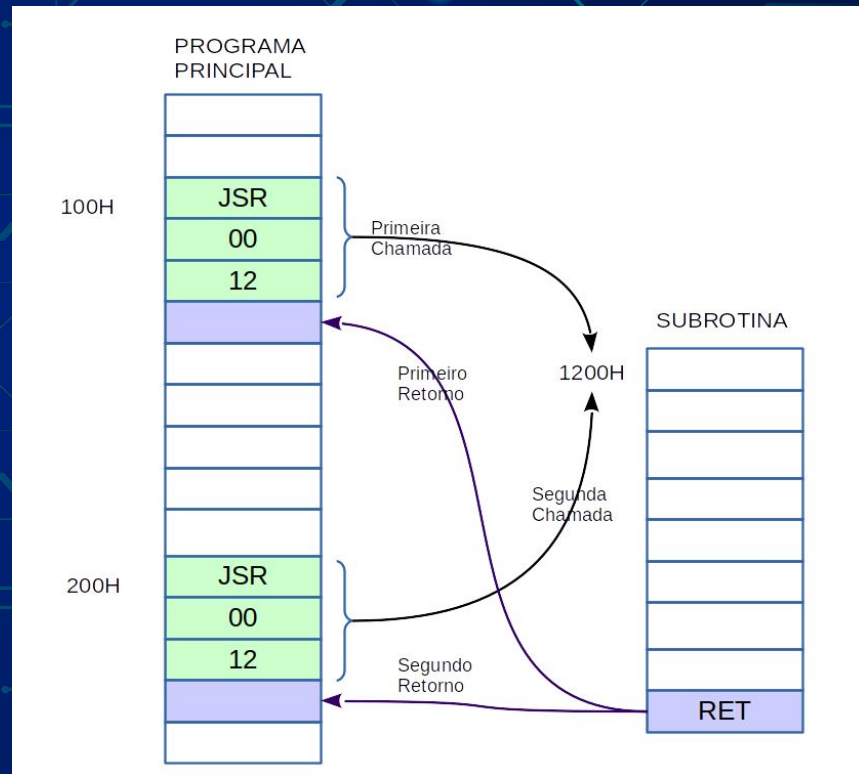 PROGRAMA
PRINCIPAL
100H
JSR
00
12
Primeira
Chamada
SUBROTINA
Primeiro
Retorno
1200H
Segunda
Chamada
200H
JSR
00
12
Segundo
Retorno
RET